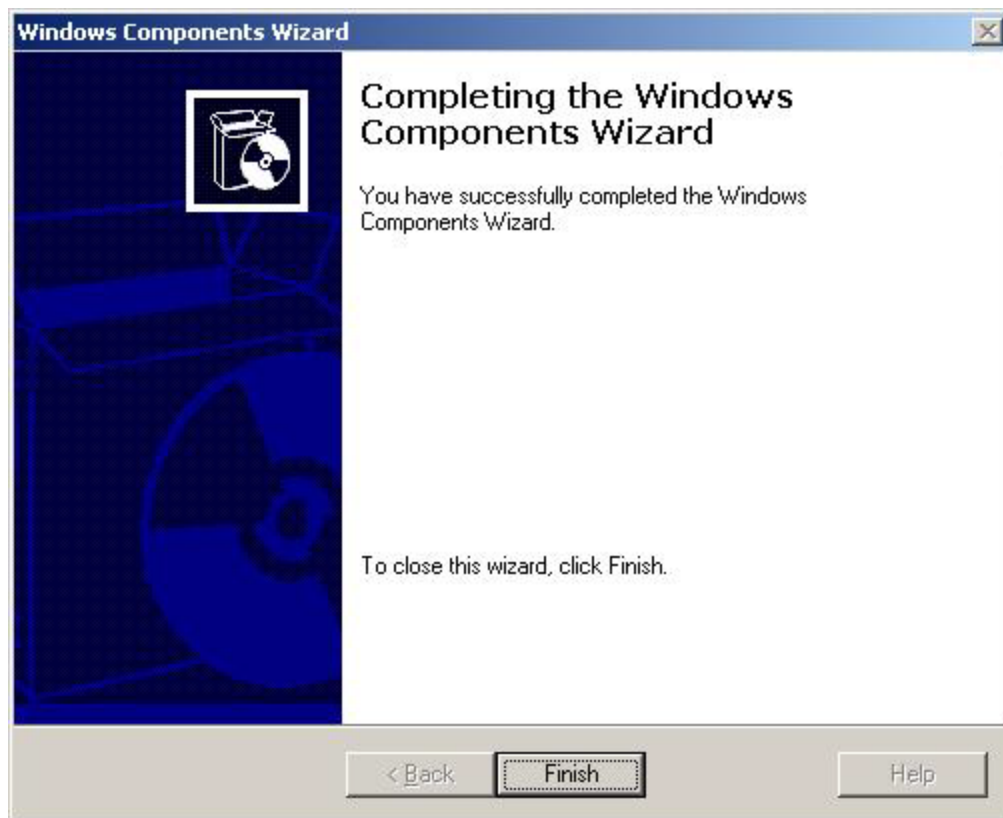 Windows Components Wizard
Completing the Windows
Components Wizard
You have successfully completed the Windows
Components Wizard.
To close this wizard, click Finish.
< Back
Finish
Help